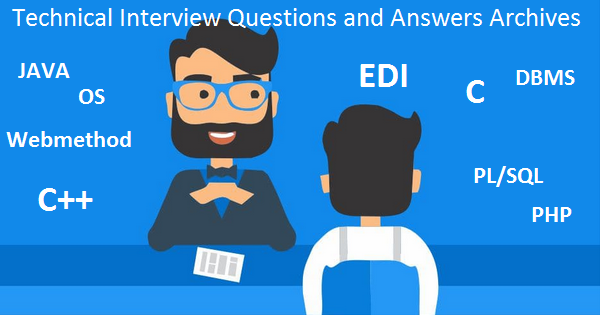 Technical Interview Questions and Answers Archives
JAVA
OS
Webmethod
C++
EDI
C
DBMS
PL/SQL
PHP